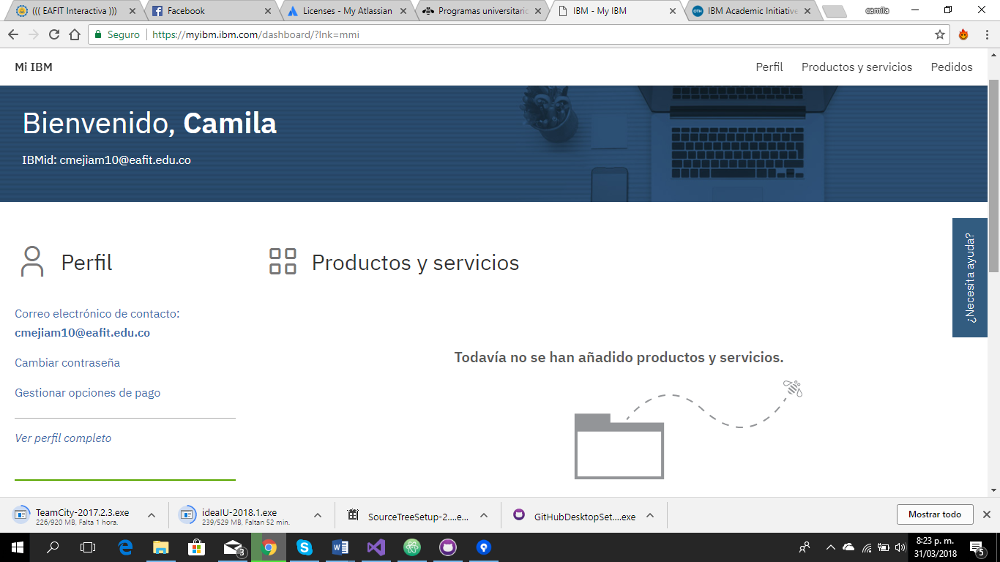 ((( EAFIT Interactiva )))
Facebook
Licenses - My Atlassian
Programas universitario
IBM - My IBM
IBM Academic Initiative
camila
Seguro
https://myibm.ibm.com/dashboard/?lnk=mmi
Mi IBM
Perfil
Productos y servicios
Pedidos
Bienvenido, Camila
IBMid: cmejiam10@eafit.edu.co
¿Necesita ayuda?
Perfil
Productos y servicios
Correo electrónico de contacto:
cmejiam10@eafit.edu.co
Cambiar contraseña
Gestionar opciones de pago
Ver perfil completo
Todavía no se han añadido productos y servicios.
TeamCity-2017.2.3.exe
226/920 MB, Falta 1 hora.
ideaIU-2018.1.exe
239/529 MB, Faltan 52 min.
SourceTreeSetup-2....e...
GitHubDesktopSet....exe
Mostrar todo
3
8:23 p. m.
31/03/2018
5